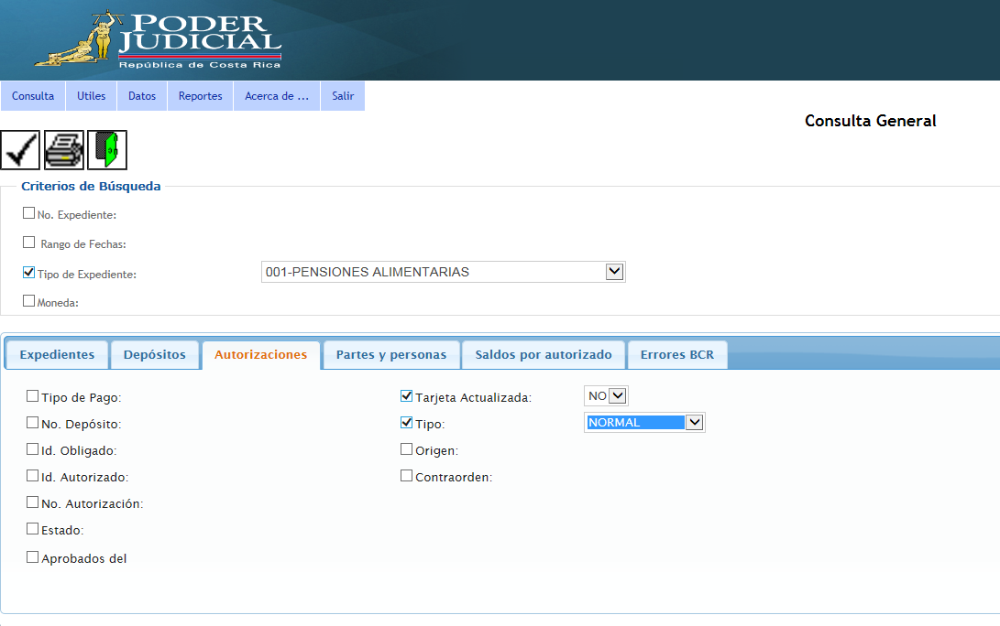 PODER
JUDICIAL
República de Costa Rica
Consulta Utiles Datos Reportes Acerca de ... Salir
Consulta General
Criterios de Búsqueda
No. Expediente:
Rango de Fechas:
Tipo de Expediente: 001-PENSIONES ALIMENTARIAS
Moneda:
Expedientes Depósitos Autorizaciones Partes y personas Saldos por autorizado Errores BCR
Tipo de Pago: Tarjeta Actualizada: NO
No. Depósito: Tipo: NORMAL
Id. Obligado: Origen:
Id. Autorizado: Contraorden:
No. Autorización:
Estado:
Aprobados del